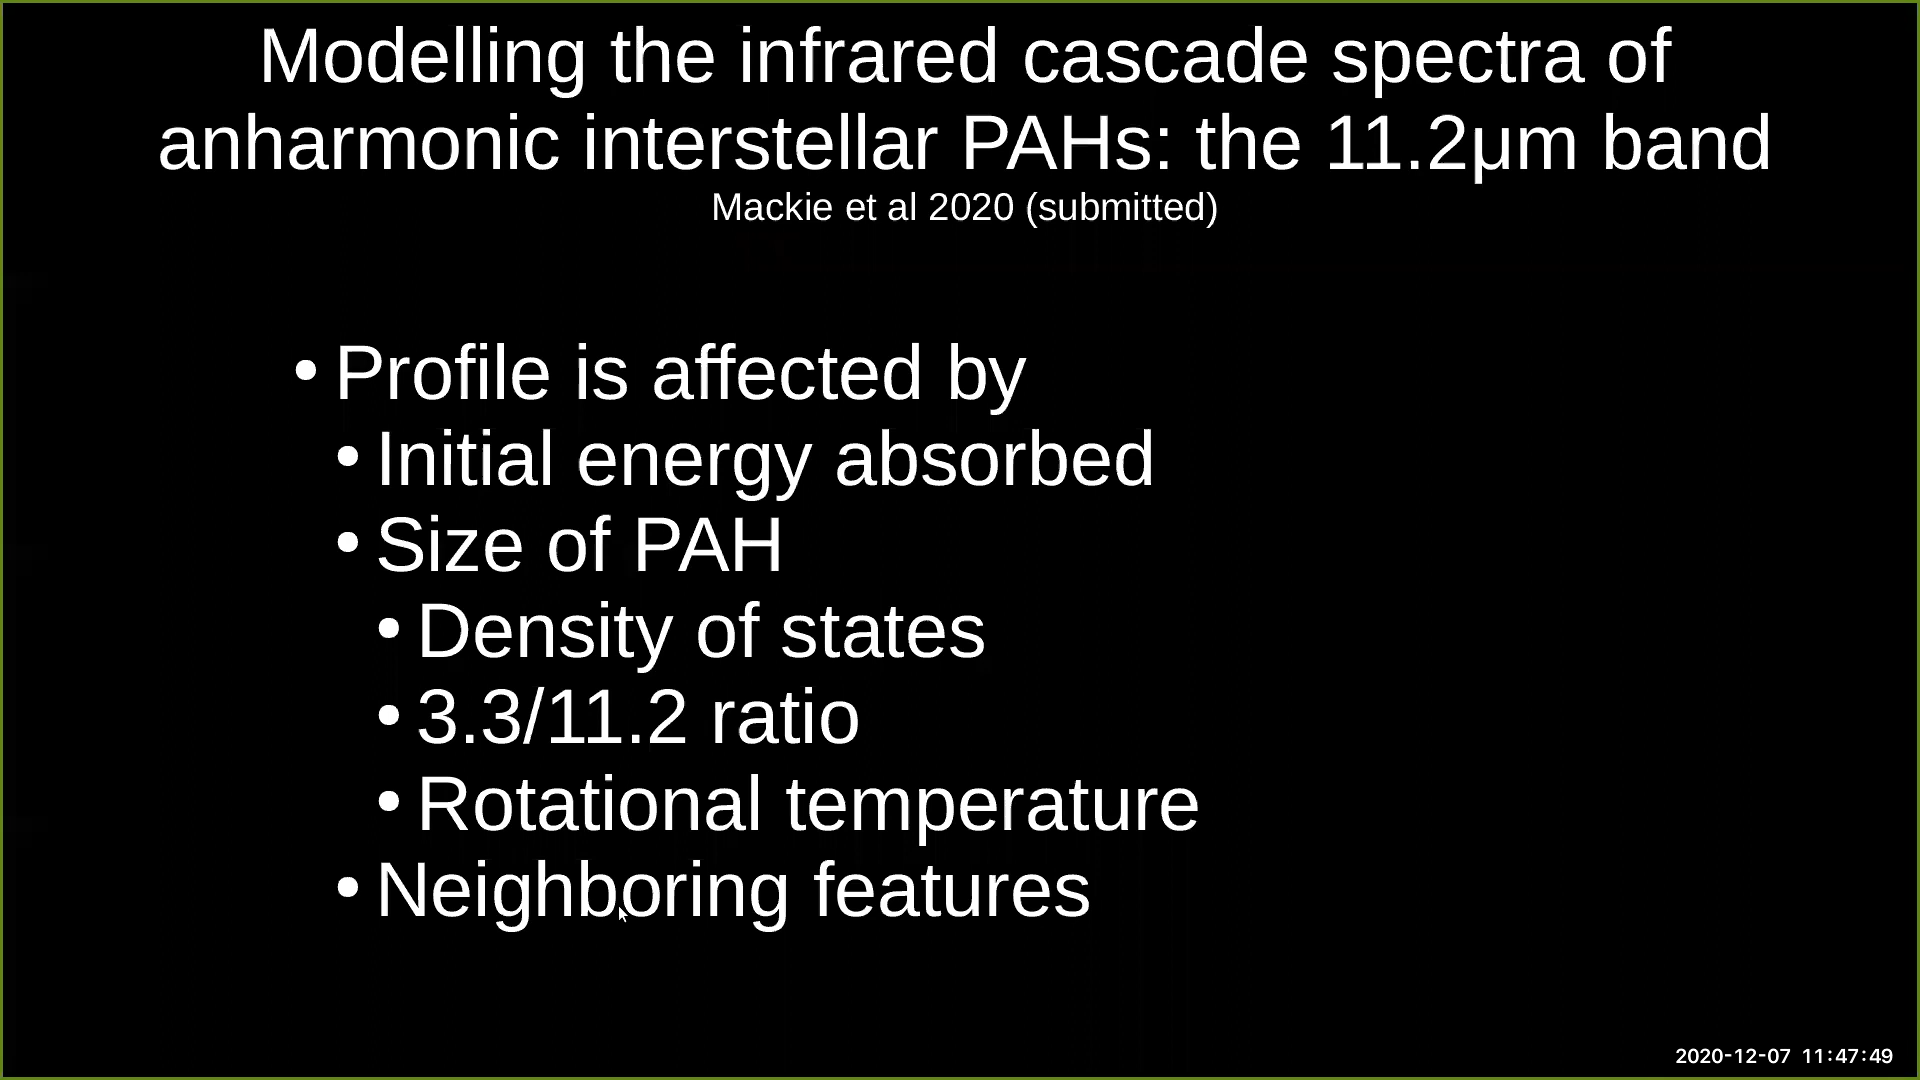 Modelling the infrared cascade spectra of
anharmonic interstellar PAHs: the 11.2μm band
Mackie et al 2020 (submitted)
• Profile is affected by
• Initial energy absorbed
• Size of PAH
• Density of states
• 3.3/11.2 ratio
• Rotational temperature
• Neighboring features
2020-12-07 11:47:49